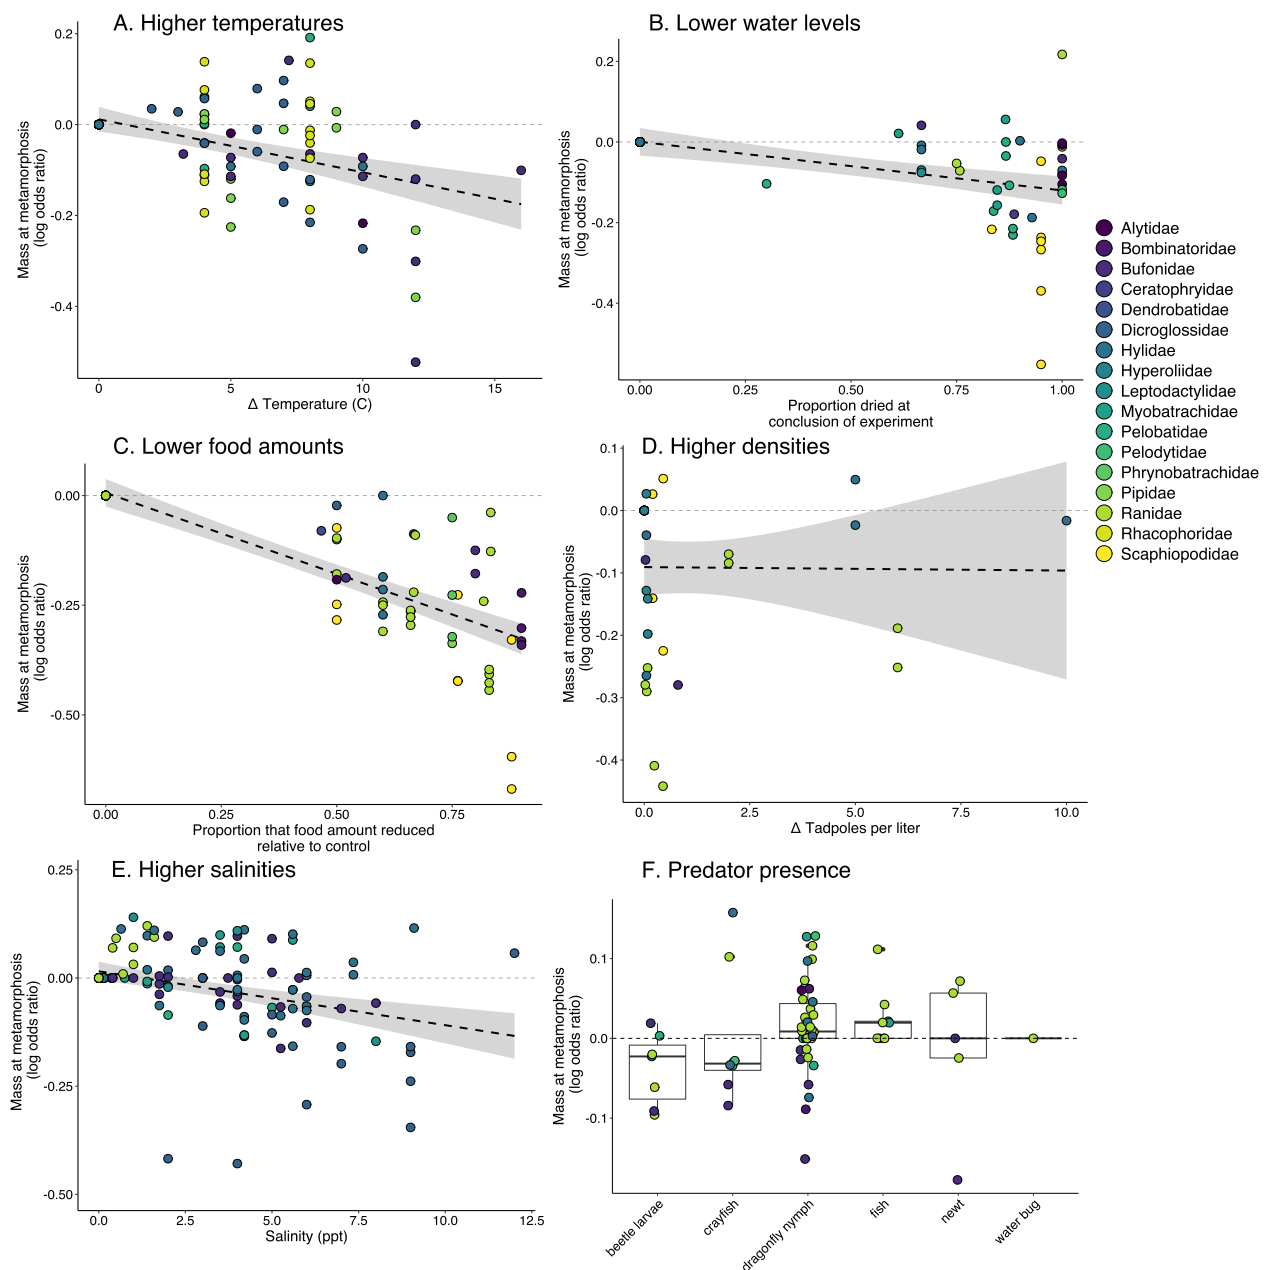 A. Higher temperatures
0.2
0.0
-0.2
-0.4
Mass at metamorphosis
(log odds ratio)
0
5
10
15
Δ Temperature (C)
B. Lower water levels
0.2
0.0
-0.2
-0.4
Mass at metamorphosis
(log odds ratio)
0.00
0.25
0.50
0.75
1.00
Proportion dried at
conclusion of experiment
Alytidae
Bombinatoridae
Bufonidae
Ceratophryidae
Dendrobatidae
Dicroglossidae
Hylidae
Hyperoliidae
Leptodactylidae
Myobatrachidae
Pelobatidae
Pelodytidae
Phrynobatrachidae
Pipidae
Ranidae
Rhacophoridae
Scaphiopodidae
C. Lower food amounts
0.00
-0.25
-0.50
Mass at metamorphosis
(log odds ratio)
0.00
0.25
0.50
0.75
Proportion that food amount reduced
relative to control
D. Higher densities
0.1
0.0
-0.1
-0.2
-0.3
-0.4
Mass at metamorphosis
(log odds ratio)
0.0
2.5
5.0
7.5
10.0
Δ Tadpoles per liter
E. Higher salinities
0.25
0.00
-0.25
-0.50
Mass at metamorphosis
(log odds ratio)
0.0
2.5
5.0
7.5
10.0
12.5
Salinity (ppt)
F. Predator presence
0.1
0.0
-0.1
Mass at metamorphosis
(log odds ratio)
beetle larvae
crayfish
dragonfly nymph
fish
newt
water bug